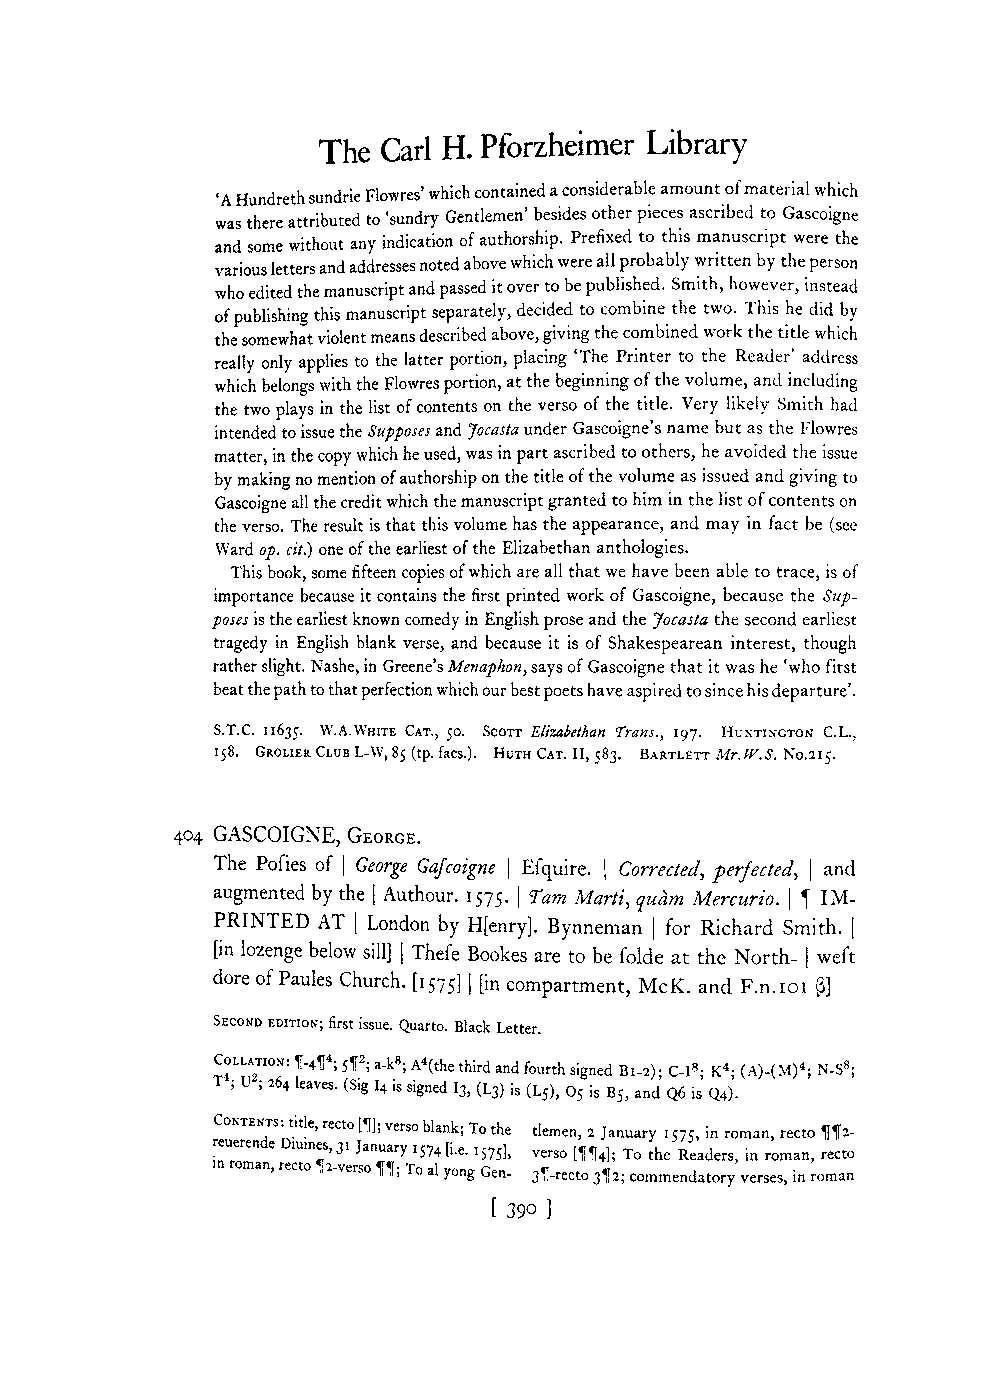 The Carl H. Pforzheimer Library
‘A Hundreth sundrie Flowres’ which contained a considerable amount of material which
was there attributed to ‘sundry Gentlemen’ besides other pieces ascribed to Gascoigne
and some without any indication of authorship. Prefixed to this manuscript were the
various letters and addresses noted above which were all probably written by the person
who edited the manuscript and passed it over to be published. Smith, however, instead
of publishing this manuscript separately, decided to combine the two. This he did by
the somewhat violent means described above, giving the combined work the title which
really only applies to the latter portion, placing ‘The Printer to the Reader’ address
which belongs with the Flowres portion, at the beginning of the volume, and including
the two plays in the list of contents on the verso of the title. Very likely Smith had
intended to issue the Supposes and Jocasta under Gascoigne’s name but as the Flowres
matter, in the copy which he used, was in part ascribed to others, he avoided the issue
by making no mention of authorship on the title of the volume as issued and giving to
Gascoigne all the credit which the manuscript granted to him in the list of contents on
the verso. The result is that this volume has the appearance, and may in fact be (see
Ward op. cit.) one of the earliest of the Elizabethan anthologies.
This book, some fifteen copies of which are all that we have been able to trace, is of
importance because it contains the first printed work of Gascoigne, because the Sup-
poses is the earliest known comedy in English prose and the Jocasta the second earliest
tragedy in English blank verse, and because it is of Shakespearean interest, though
rather slight. Nashe, in Greene’s Menaphon, says of Gascoigne that it was he ‘who first
beat the path to that perfection which our best poets have aspired to since his departure’.
S.T.C. 11635. W.A.WHITE CAT., 50. SCOTT Elizabethan Trans., 197. HUNTINGTON C.L.,
158. GROLIER CLUB L-W, 85 (tp. facs.). HUTH CAT. II, 583. BARTLETT Mr.W.S. No.215.
404 GASCOIGNE, GEORGE.
The Poſies of | George Gaſcoigne | Eſquire. | Corrected, perfected, | and
augmented by the | Authour. 1575. | Tam Marti, quàm Mercurio. | ¶ IM-
PRINTED AT | London by H[enry]. Bynneman | for Richard Smith. |
[in lozenge below sill] | Theſe Bookes are to be ſolde at the North- | weſt
dore of Paules Church. [1575] | [in compartment, McK. and F.n.101 β]
SECOND EDITION; first issue. Quarto. Black Letter.
COLLATION: ¶-4¶⁴; 5¶²; a-k⁸; A⁴(the third and fourth signed B1-2); C-I⁸; K⁴; (A)-(M)⁴; N-S⁸;
T⁴; U²; 264 leaves. (Sig I4 is signed I3, (L3) is (L5), O5 is B5, and Q6 is Q4).
CONTENTS: title, recto [¶]; verso blank; To the
reuerende Diuines, 31 January 1574 [i.e. 1575],
in roman, recto ¶2-verso ¶¶; To al yong Gen-
tlemen, 2 January 1575, in roman, recto ¶¶2-
verso [¶¶4]; To the Readers, in roman, recto
3¶-recto 3¶2; commendatory verses, in roman
[ 390 ]